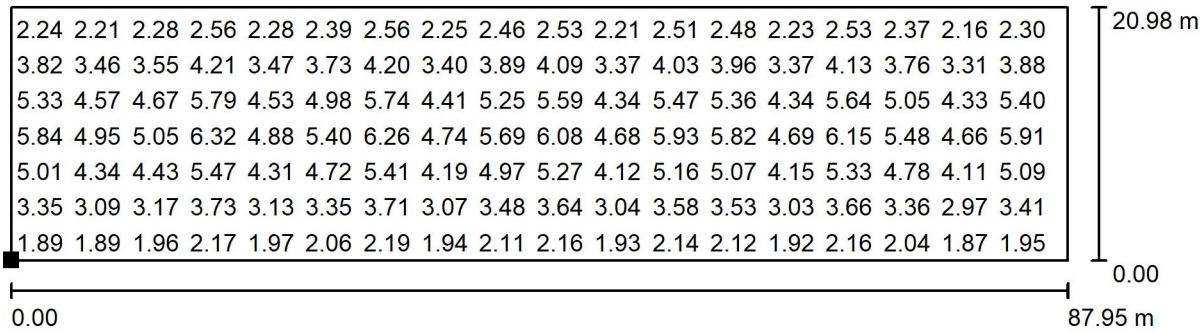 2.24 2.21 2.28 2.56 2.28 2.39 2.56 2.25 2.46 2.53 2.21 2.51 2.48 2.23 2.53 2.37 2.16 2.30
20.98 m
3.82 3.46 3.55 4.21 3.47 3.73 4.20 3.40 3.89 4.09 3.37 4.03 3.96 3.37 4.13 3.76 3.31 3.88
5.33 4.57 4.67 5.79 4.53 4.98 5.74 4.41 5.25 5.59 4.34 5.47 5.36 4.34 5.64 5.05 4.33 5.40
5.84 4.95 5.05 6.32 4.88 5.40 6.26 4.74 5.69 6.08 4.68 5.93 5.82 4.69 6.15 5.48 4.66 5.91
5.01 4.34 4.43 5.47 4.31 4.72 5.41 4.19 4.97 5.27 4.12 5.16 5.07 4.15 5.33 4.78 4.11 5.09
3.35 3.09 3.17 3.73 3.13 3.35 3.71 3.07 3.48 3.64 3.04 3.58 3.53 3.03 3.66 3.36 2.97 3.41
1.89 1.89 1.96 2.17 1.97 2.06 2.19 1.94 2.11 2.16 1.93 2.14 2.12 1.92 2.16 2.04 1.87 1.95
0.00
0.00
87.95 m